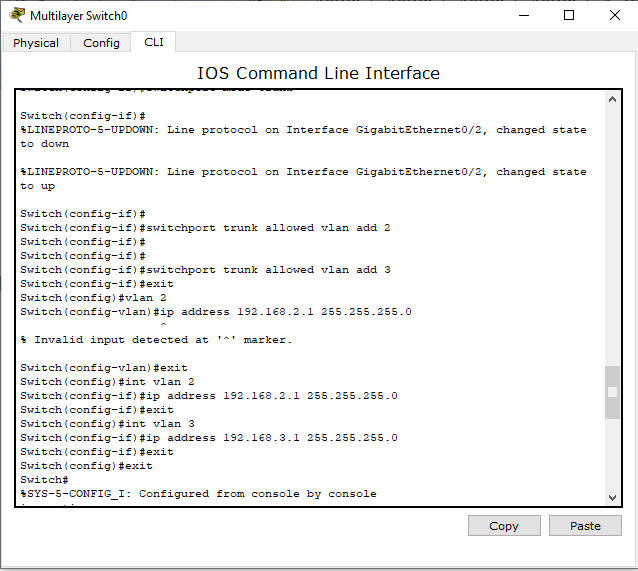 Multilayer Switch0
Physical Config CLI
IOS Command Line Interface
Switch(config-if)#
%LINEPROTO-5-UPDOWN: Line protocol on Interface GigabitEthernet0/2, changed state
to down
%LINEPROTO-5-UPDOWN: Line protocol on Interface GigabitEthernet0/2, changed state
to up
Switch(config-if)#
Switch(config-if)#switchport trunk allowed vlan add 2
Switch(config-if)#
Switch(config-if)#
Switch(config-if)#switchport trunk allowed vlan add 3
Switch(config-if)#exit
Switch(config)#vlan 2
Switch(config-vlan)#ip address 192.168.2.1 255.255.255.0
^
% Invalid input detected at '^' marker.
Switch(config-vlan)#exit
Switch(config)#int vlan 2
Switch(config-if)#ip address 192.168.2.1 255.255.255.0
Switch(config-if)#exit
Switch(config)#int vlan 3
Switch(config-if)#ip address 192.168.3.1 255.255.255.0
Switch(config-if)#exit
Switch(config)#exit
Switch#
%SYS-5-CONFIG_I: Configured from console by console
Copy Paste